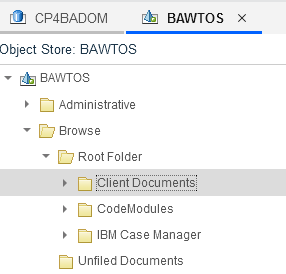 CP4BADOM
BAWTOS
Object Store: BAWTOS
BAWTOS
Administrative
Browse
Root Folder
Client Documents
CodeModules
IBM Case Manager
Unfiled Documents